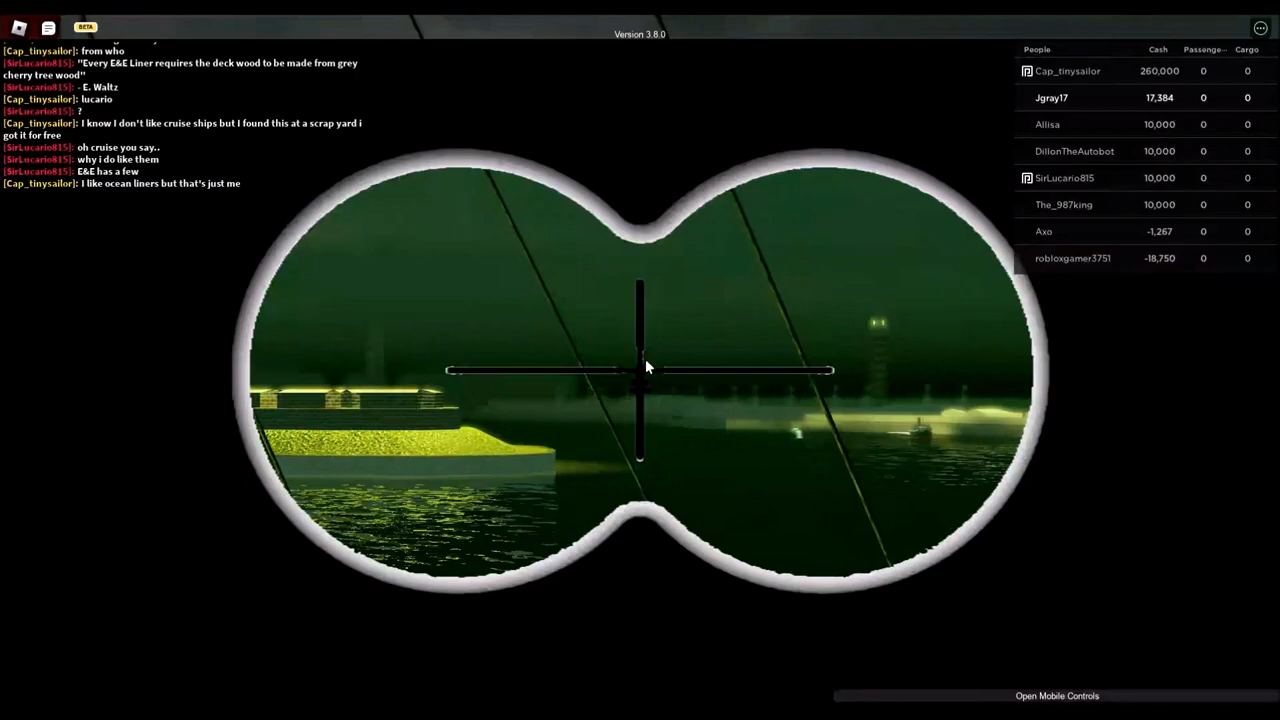 BETA
Version 3.8.0
[Cap_tinysailor]: from who
[SirLucario815]: "Every E&E Liner requires the deck wood to be made from grey
cherry tree wood"
[SirLucario815]: - E. Waltz
[Cap_tinysailor]: lucario
[SirLucario815]: ?
[Cap_tinysailor]: I know I don't like cruise ships but I found this at a scrap yard i
got it for free
[SirLucario815]: oh cruise you say..
[SirLucario815]: why i do like them
[SirLucario815]: E&E has a few
[Cap_tinysailor]: I like ocean liners but that's just me
People Cash Passenge... Cargo
Cap_tinysailor 260,000 0 0
Jgray17 17,384 0 0
Allisa 10,000 0 0
DillonTheAutobot 10,000 0 0
SirLucario815 10,000 0 0
The_987king 10,000 0 0
Axo -1,267 0 0
robloxgamer3751 -18,750 0 0
Open Mobile Controls